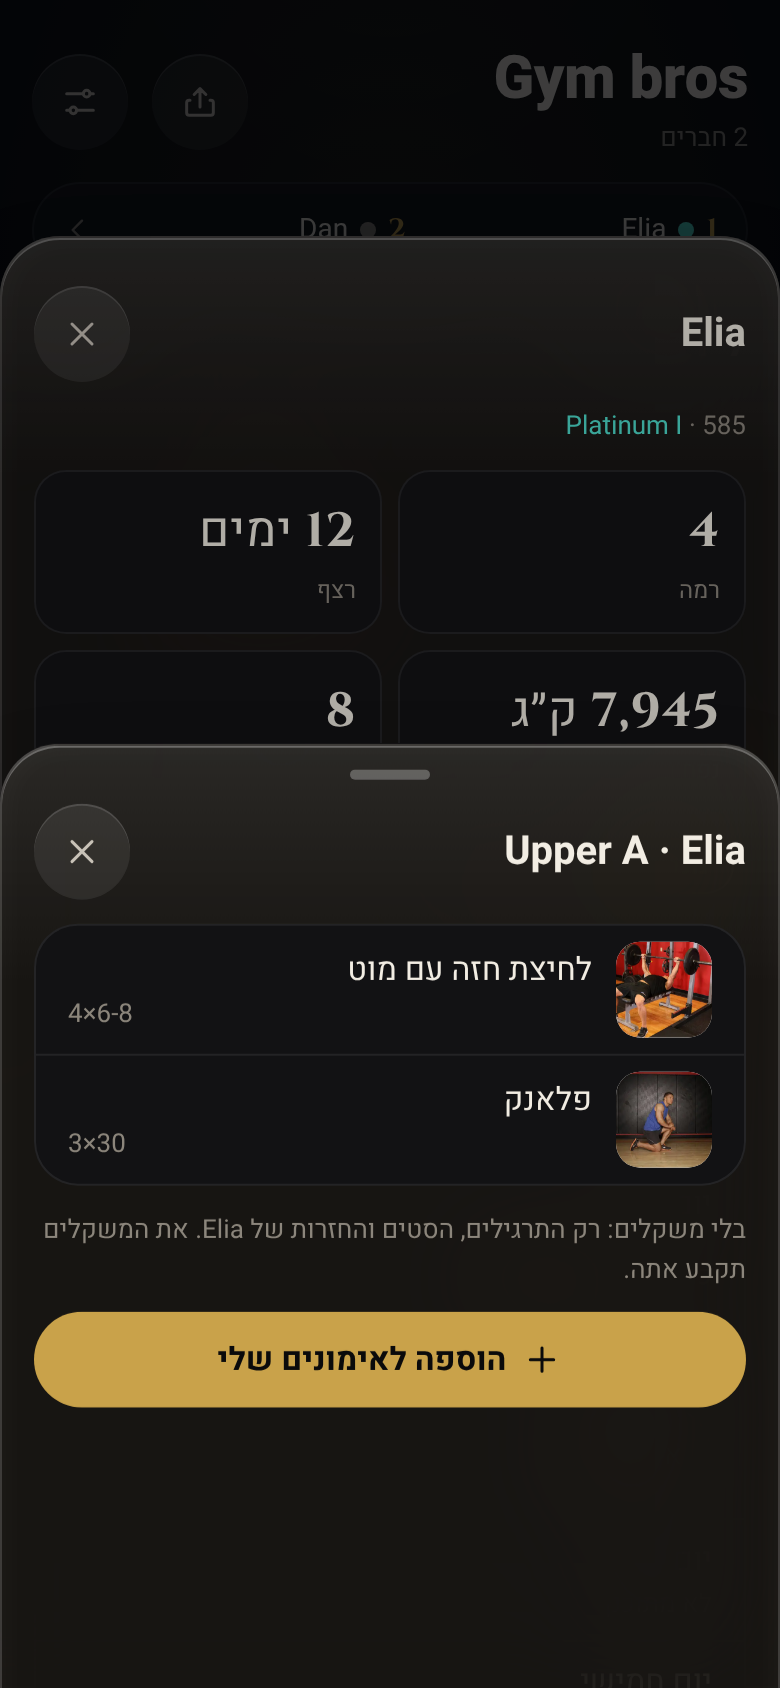 Gym bros
2 חברים
1 Elia 2 Dan
Elia
Platinum I · 585
4
רמה
12 ימים
רצף
7,945 ק״ג
8
Upper A · Elia
לחיצת חזה עם מוט
4×6-8
פלאנק
3×30
בלי משקלים: רק התרגילים, הסטים והחזרות של Elia. את המשקלים
תקבע אתה.
הוספה לאימונים שלי
יום חמישי